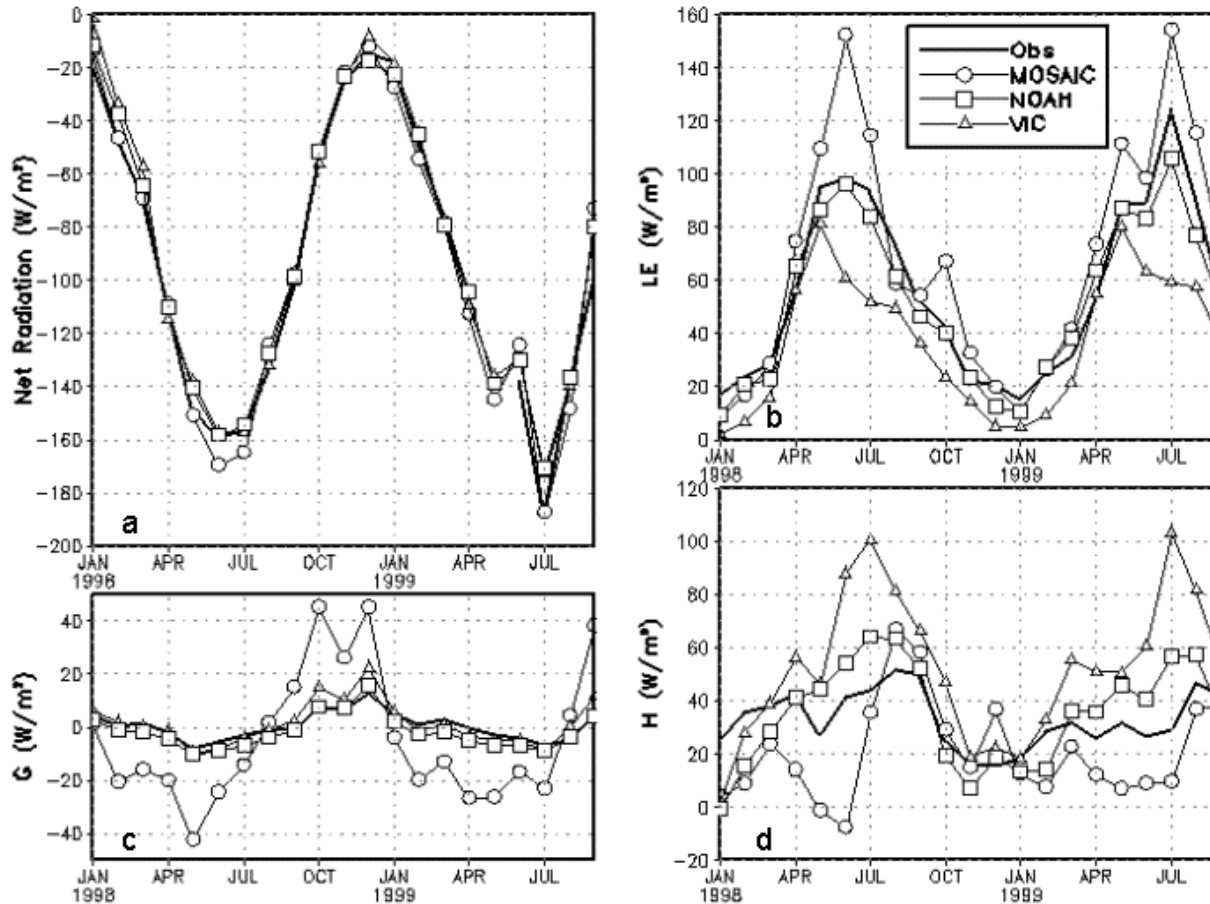 0
-20
-40
-60
-80
-100
-120
-140
-160
-180
-200
Net Radiation (W/m²)
a
JAN APR JUL OCT JAN APR JUL
1998 1999
160
140
120
100
80
60
40
20
0
LE (W/m²)
Obs
MOSAIC
NOAH
VIC
b
JAN APR JUL OCT JAN APR JUL
1998 1999
40
20
0
-20
-40
G (W/m²)
c
JAN APR JUL OCT JAN APR JUL
1998 1999
120
100
80
60
40
20
0
-20
H (W/m²)
d
JAN APR JUL OCT JAN APR JUL
1998 1999